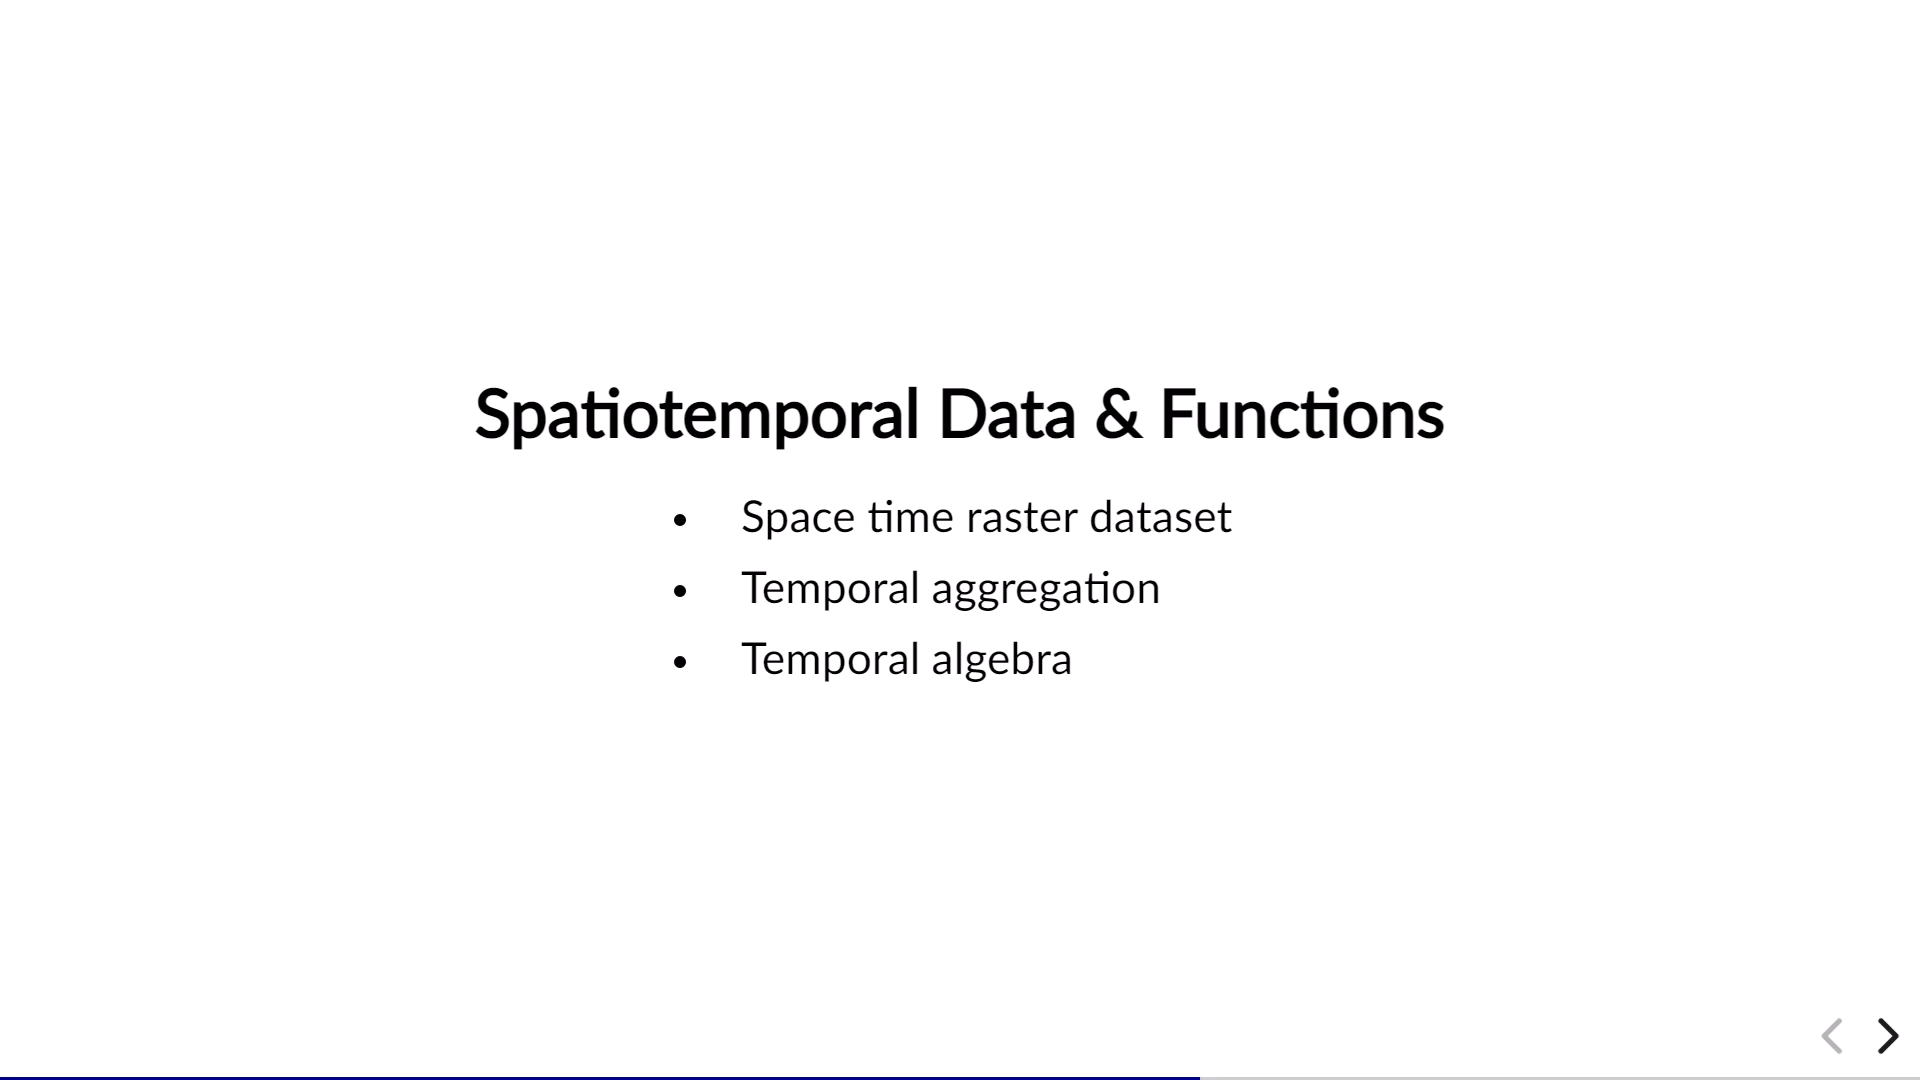 Spatiotemporal Data & Functions
• Space time raster dataset
• Temporal aggregation
• Temporal algebra